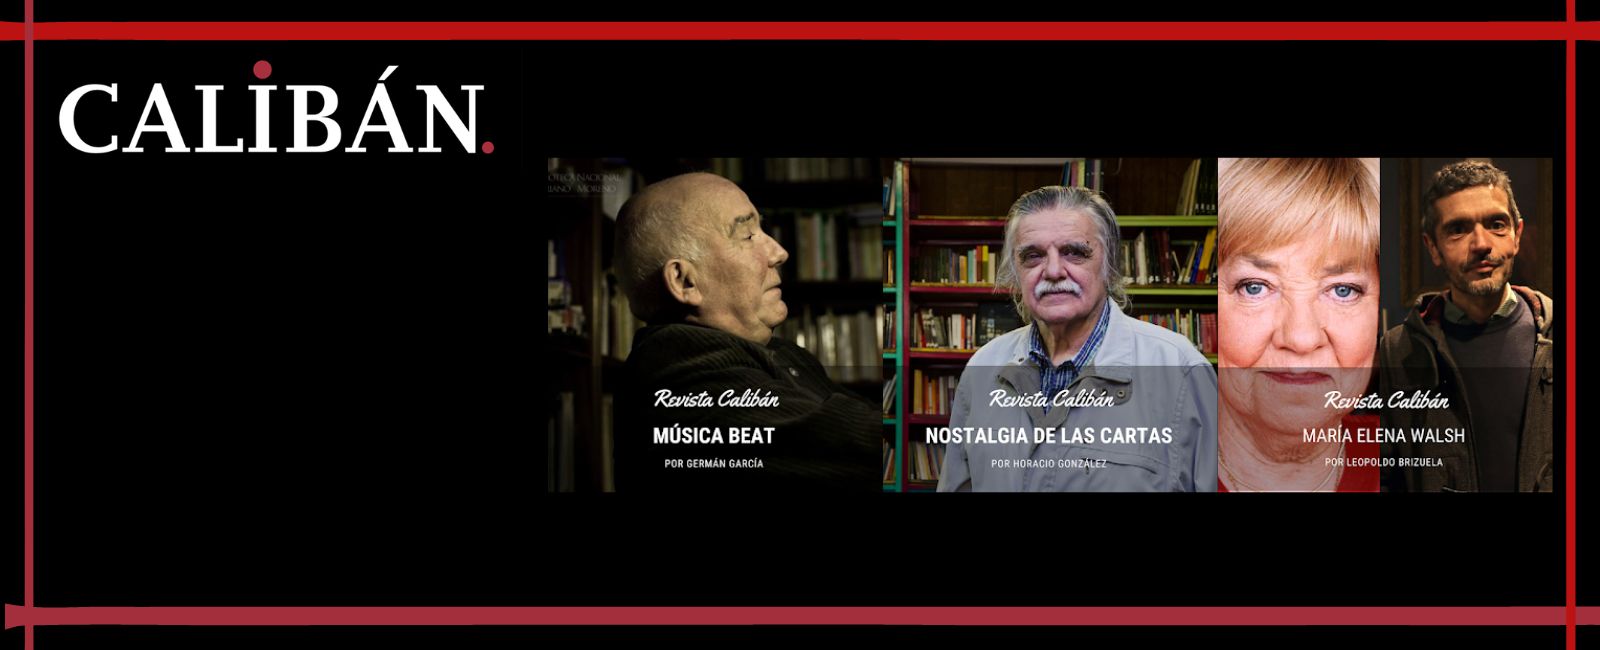 CALIBÁN.
Revista Calibán
MÚSICA BEAT
POR GERMÁN GARCÍA
Revista Calibán
NOSTALGIA DE LAS CARTAS
POR HORACIO GONZÁLEZ
Revista Calibán
MARÍA ELENA WALSH
POR LEOPOLDO BRIZUELA